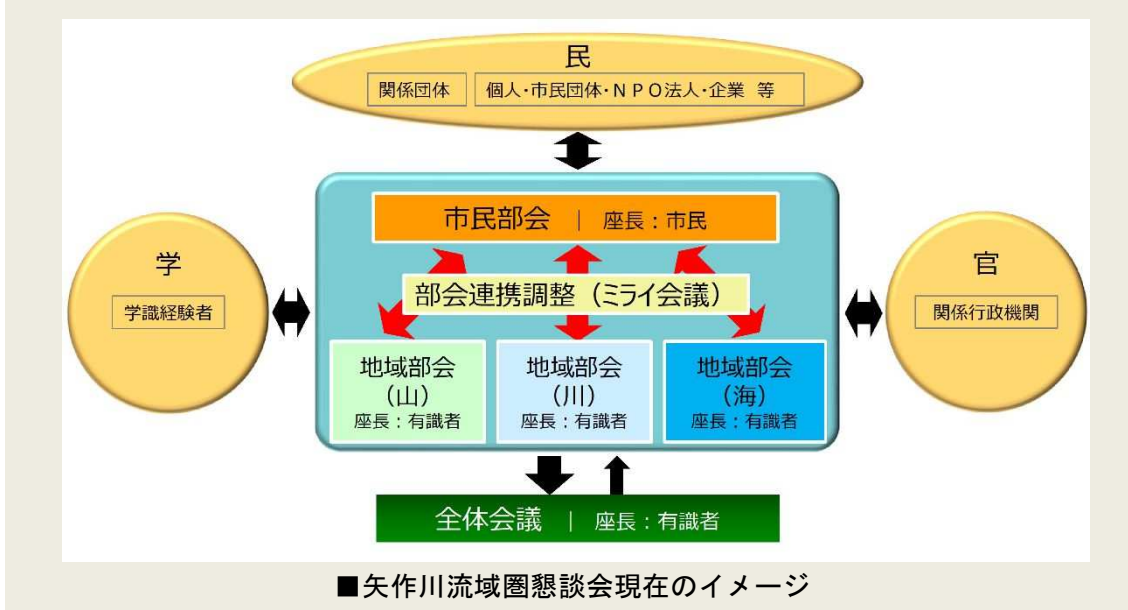 民
関係団体
個人・市民団体・ＮＰＯ法人・企業 等
市民部会 | 座長：市民
学
学識経験者
部会連携調整（ミライ会議）
官
関係行政機関
地域部会
（山）
座長：有識者
地域部会
（川）
座長：有識者
地域部会
（海）
座長：有識者
全体会議 | 座長：有識者
■矢作川流域圏懇談会現在のイメージ